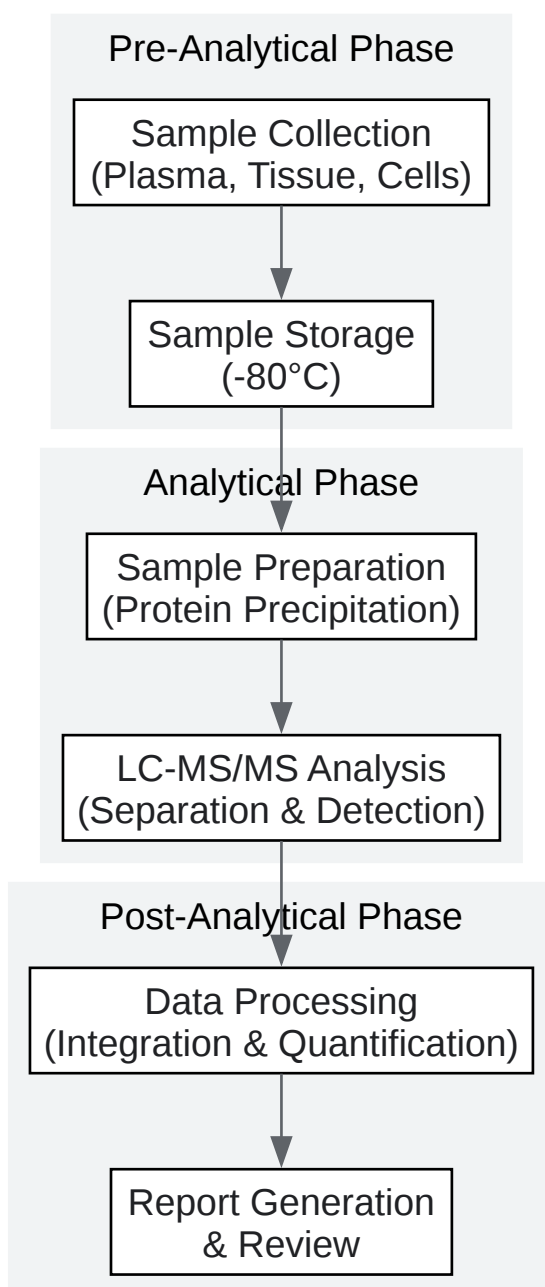 Pre-Analytical Phase
Sample Collection
(Plasma, Tissue, Cells)
Sample Storage
(-80°C)
Analytical Phase
Sample Preparation
(Protein Precipitation)
LC-MS/MS Analysis
(Separation & Detection)
Post-Analytical Phase
Data Processing
(Integration & Quantification)
Report Generation
& Review